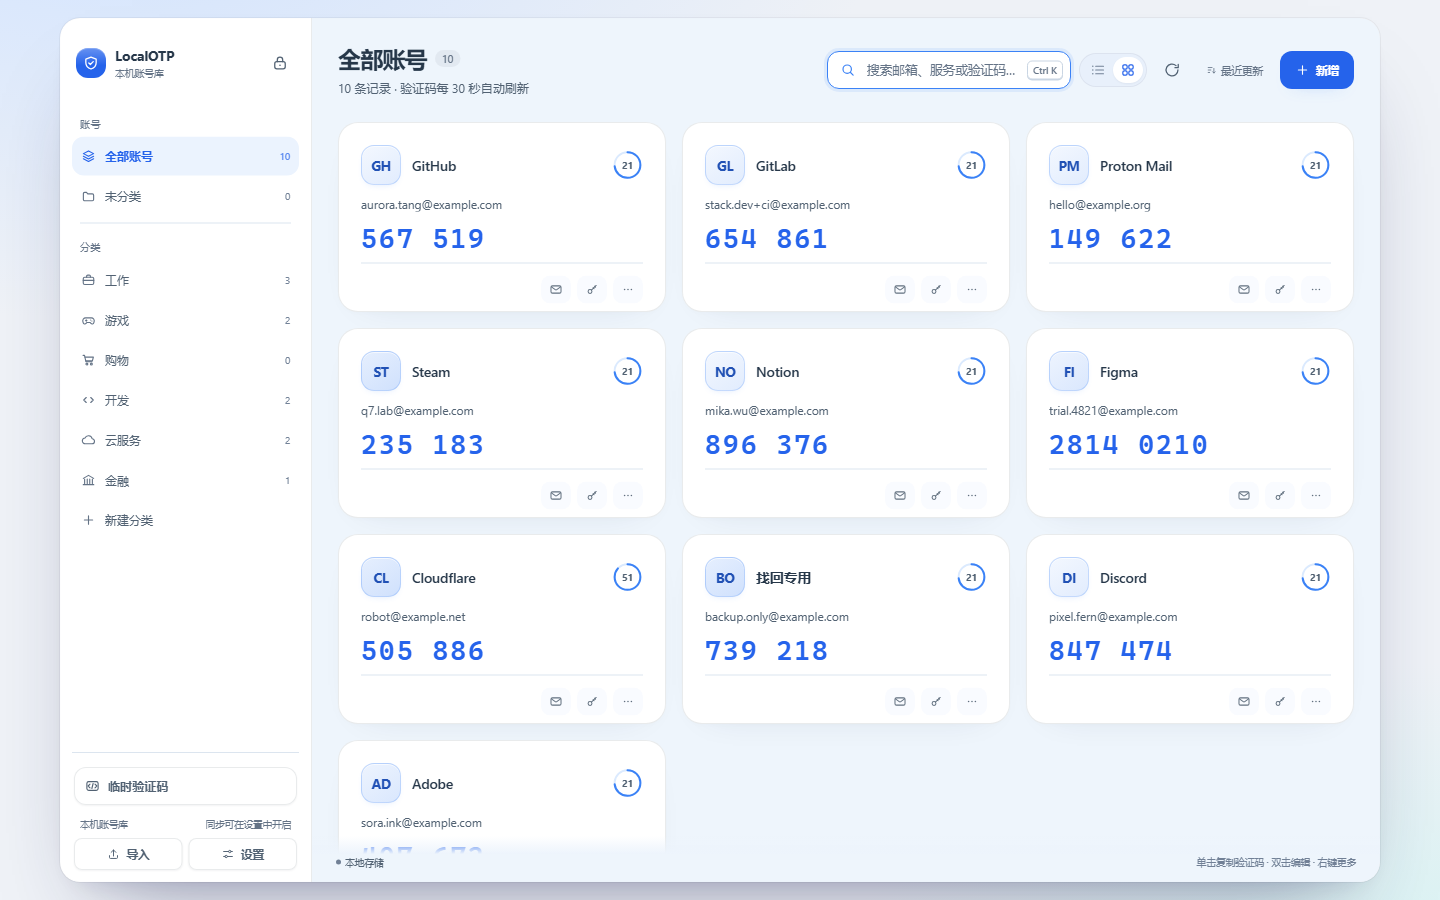 LocalOTP
本机账号库
账号
全部账号 10
未分类 0
分类
工作 3
游戏 2
购物 0
开发 2
云服务 2
金融 1
新建分类
临时验证码
本机账号库 同步可在设置中开启
导入 设置
全部账号 10
10 条记录 · 验证码每 30 秒自动刷新
搜索邮箱、服务或验证码... Ctrl K
最近更新
新增
GH GitHub 21
aurora.tang@example.com
567 519
GL GitLab 21
stack.dev+ci@example.com
654 861
PM Proton Mail 21
hello@example.org
149 622
ST Steam 21
q7.lab@example.com
235 183
NO Notion 21
mika.wu@example.com
896 376
FI Figma 21
trial.4821@example.com
2814 0210
CL Cloudflare 51
robot@example.net
505 886
BO 找回专用 21
backup.only@example.com
739 218
DI Discord 21
pixel.fern@example.com
847 474
AD Adobe 21
sora.ink@example.com
本地存储
单击复制验证码 · 双击编辑 · 右键更多